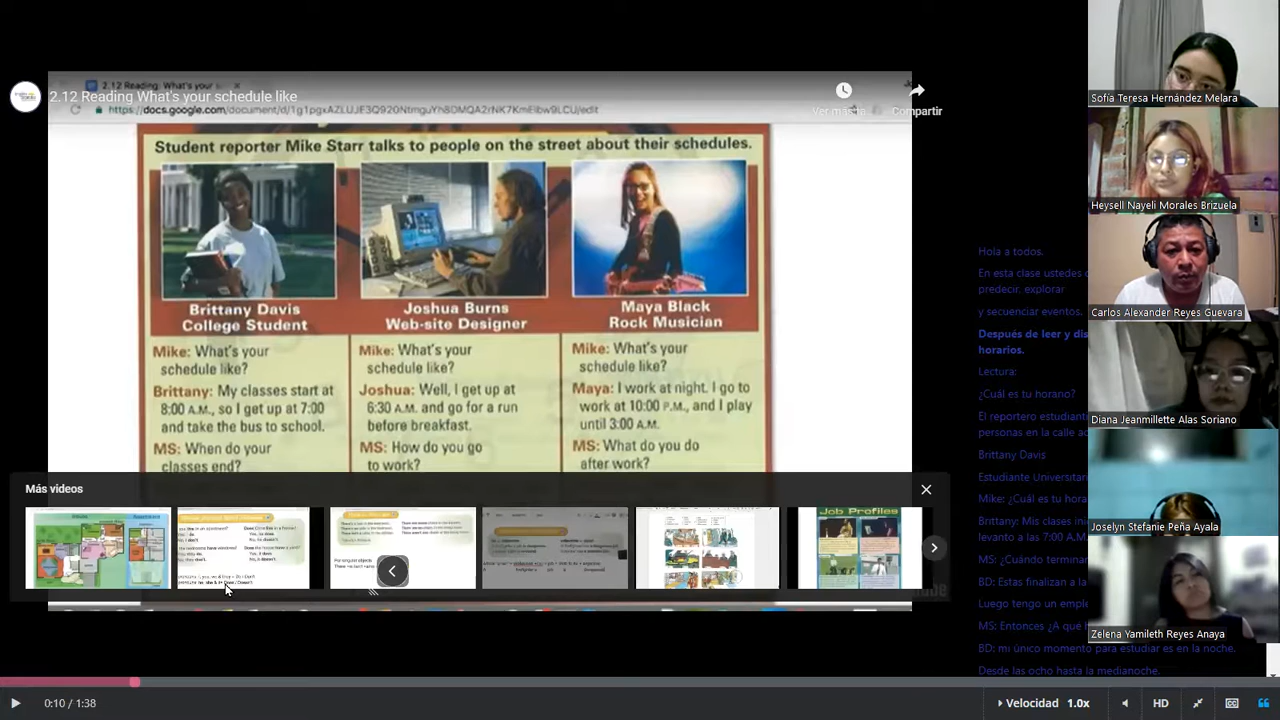 2.12 Reading: What's your s
https://docs.google.com/document/d/1g1pgxAZLUJF3Q920NtmguYh8DMQA2rNK7KmElbw9LCU/edit
2.12 Reading What's your schedule like
Ver más ta
Compartir
Student reporter Mike Starr talks to people on the street about their schedules.
Brittany Davis
College Student
Mike: What's your
schedule like?
Brittany: My classes start at
8:00 A.M., so I get up at 7:00
and take the bus to school.
MS: When do your
classes end?
Joshua Burns
Web-site Designer
Mike: What's your
schedule like?
Joshua: Well, I get up at
6:30 A.M. and go for a run
before breakfast.
MS: How do you go
to work?
Maya Black
Rock Musician
Mike: What's your
schedule like?
Maya: I work at night. I go to
work at 10:00 P.M., and I play
until 3:00 A.M.
MS: What do you do
after work?
Más videos
Job Profiles
0:10 / 1:38
Velocidad 1.0x
HD
Hola a todos.
En esta clase ustedes
predecir. explorar
y secuenciar eventos.
Después de leer y dis
horarios.
Lectura:
¿Cuál es tu horario?
El reportero estudiante
personas en la calle ac
Brittany Davis
Estudiante Universitar
Mike: ¿Cuál es tu hora
Brittany: Mis clases ini
levanto a las 7:00 A.M.
MS: ¿Cuándo terminan
BD: Estas finalizan a la
Luego tengo un emple
MS: Entonces ¿A qué h
BD: mi único momento para estudiar es en la noche.
Desde las ocho hasta la medianoche.
Sofía Teresa Hernández Melara
Heysell Nayeli Morales Brizuela
Carlos Alexander Reyes Guevara
Diana Jeanmillette Alas Soriano
Joselyn Stefanie Peña Ayala
Zelena Yamileth Reyes Anaya